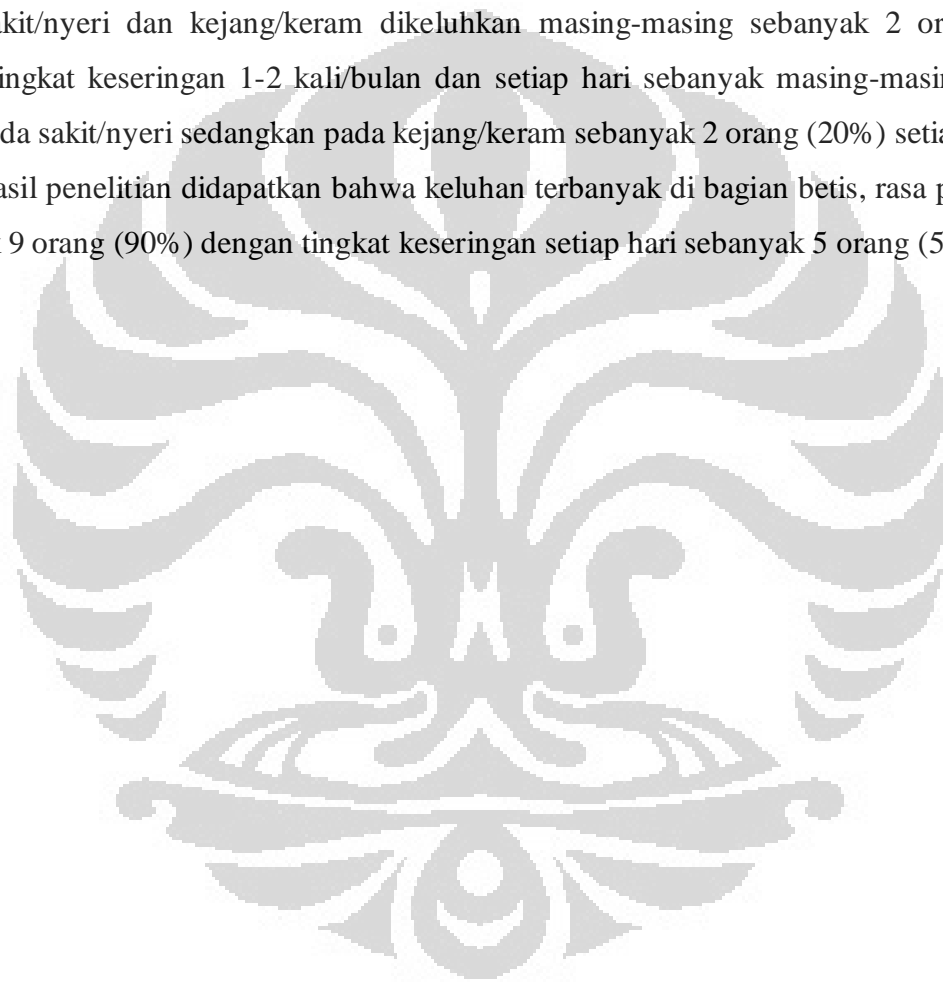 kit/nyeri dan kejang/keram dikeluhkan masing-masing sebanyak 2 or
ingkat keseringan 1-2 kali/bulan dan setiap hari sebanyak masing-masin
da sakit/nyeri sedangkan pada kejang/keram sebanyak 2 orang (20%) setia
asil penelitian didapatkan bahwa keluhan terbanyak di bagian betis, rasa p
9 orang (90%) dengan tingkat keseringan setiap hari sebanyak 5 orang (5